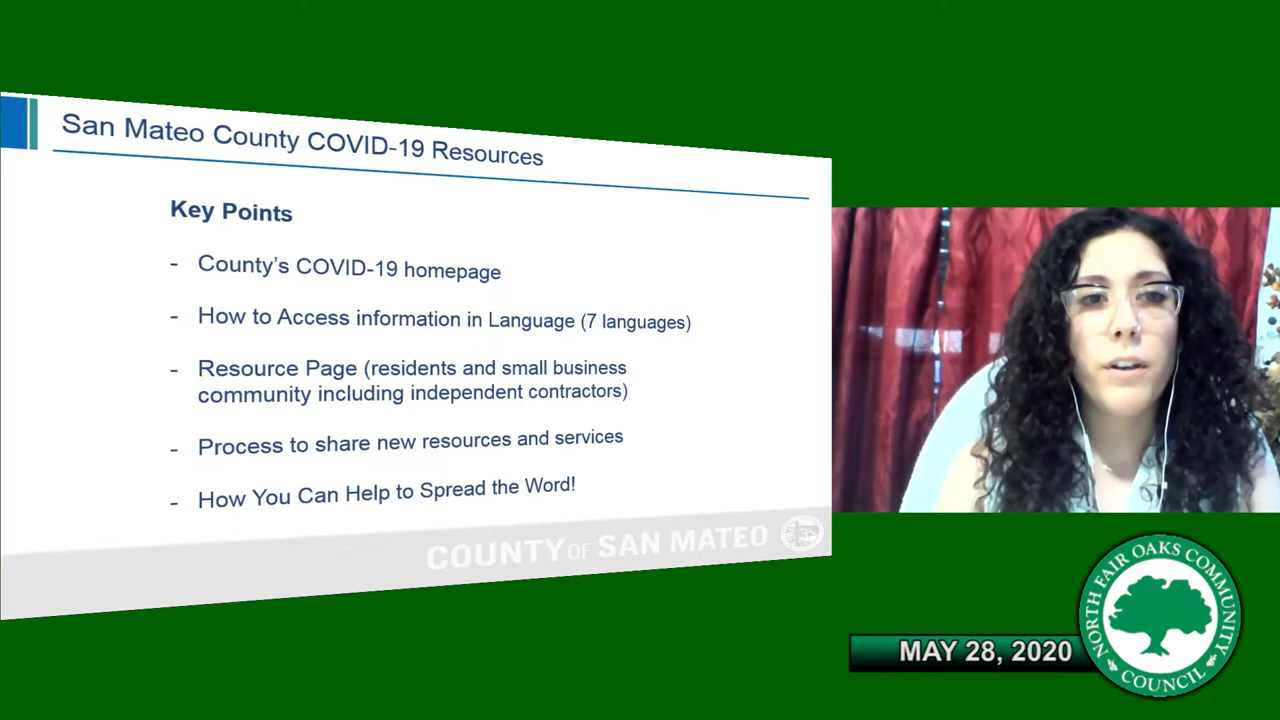 San Mateo County COVID-19 Resources
Key Points
- County's COVID-19 homepage
- How to Access information in Language (7 languages)
- Resource Page (residents and small business
community including independent contractors)
- Process to share new resources and services
- How You Can Help to Spread the Word!
COUNTY OF SAN MATEO
MAY 28, 2020
NORTH FAIR OAKS COMMUNITY
COUNCIL